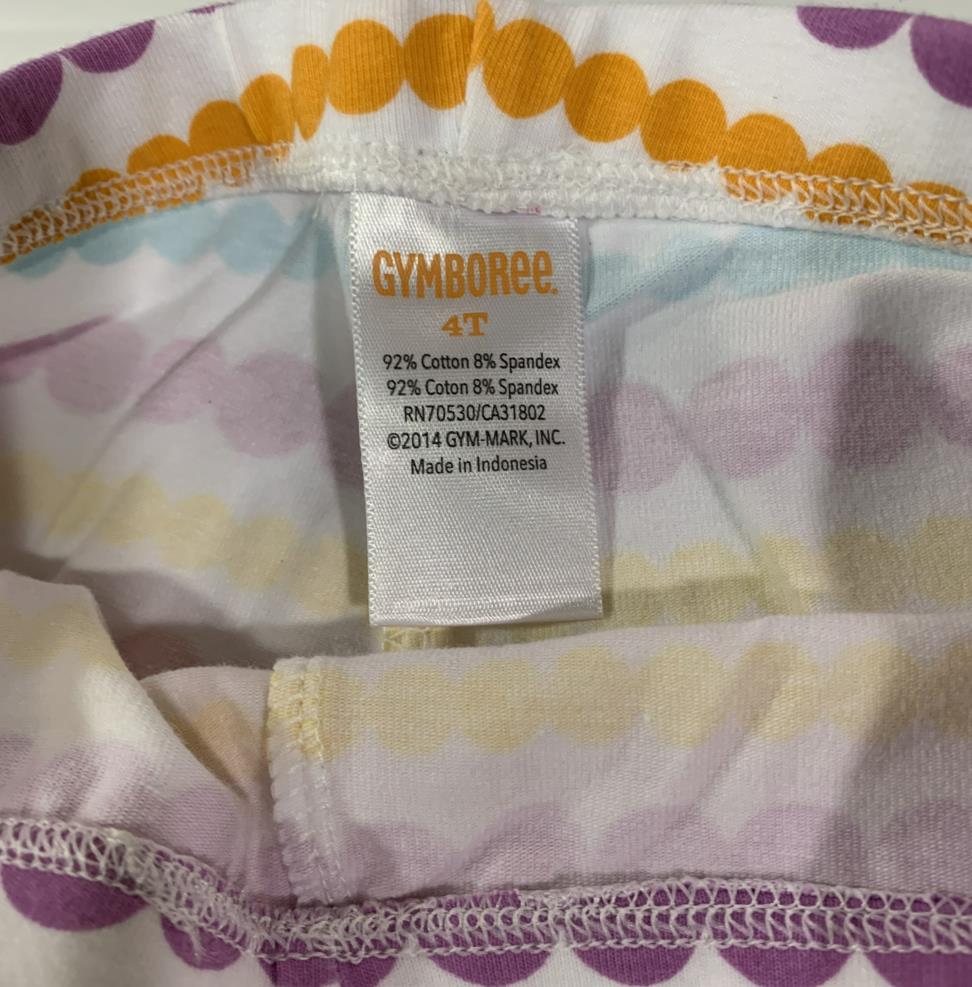 GYMBOREE.
4T
92% Cotton 8% Spandex
92% Coton 8% Spandex
RN70530/CA31802
©2014 GYM-MARK, INC.
Made in Indonesia